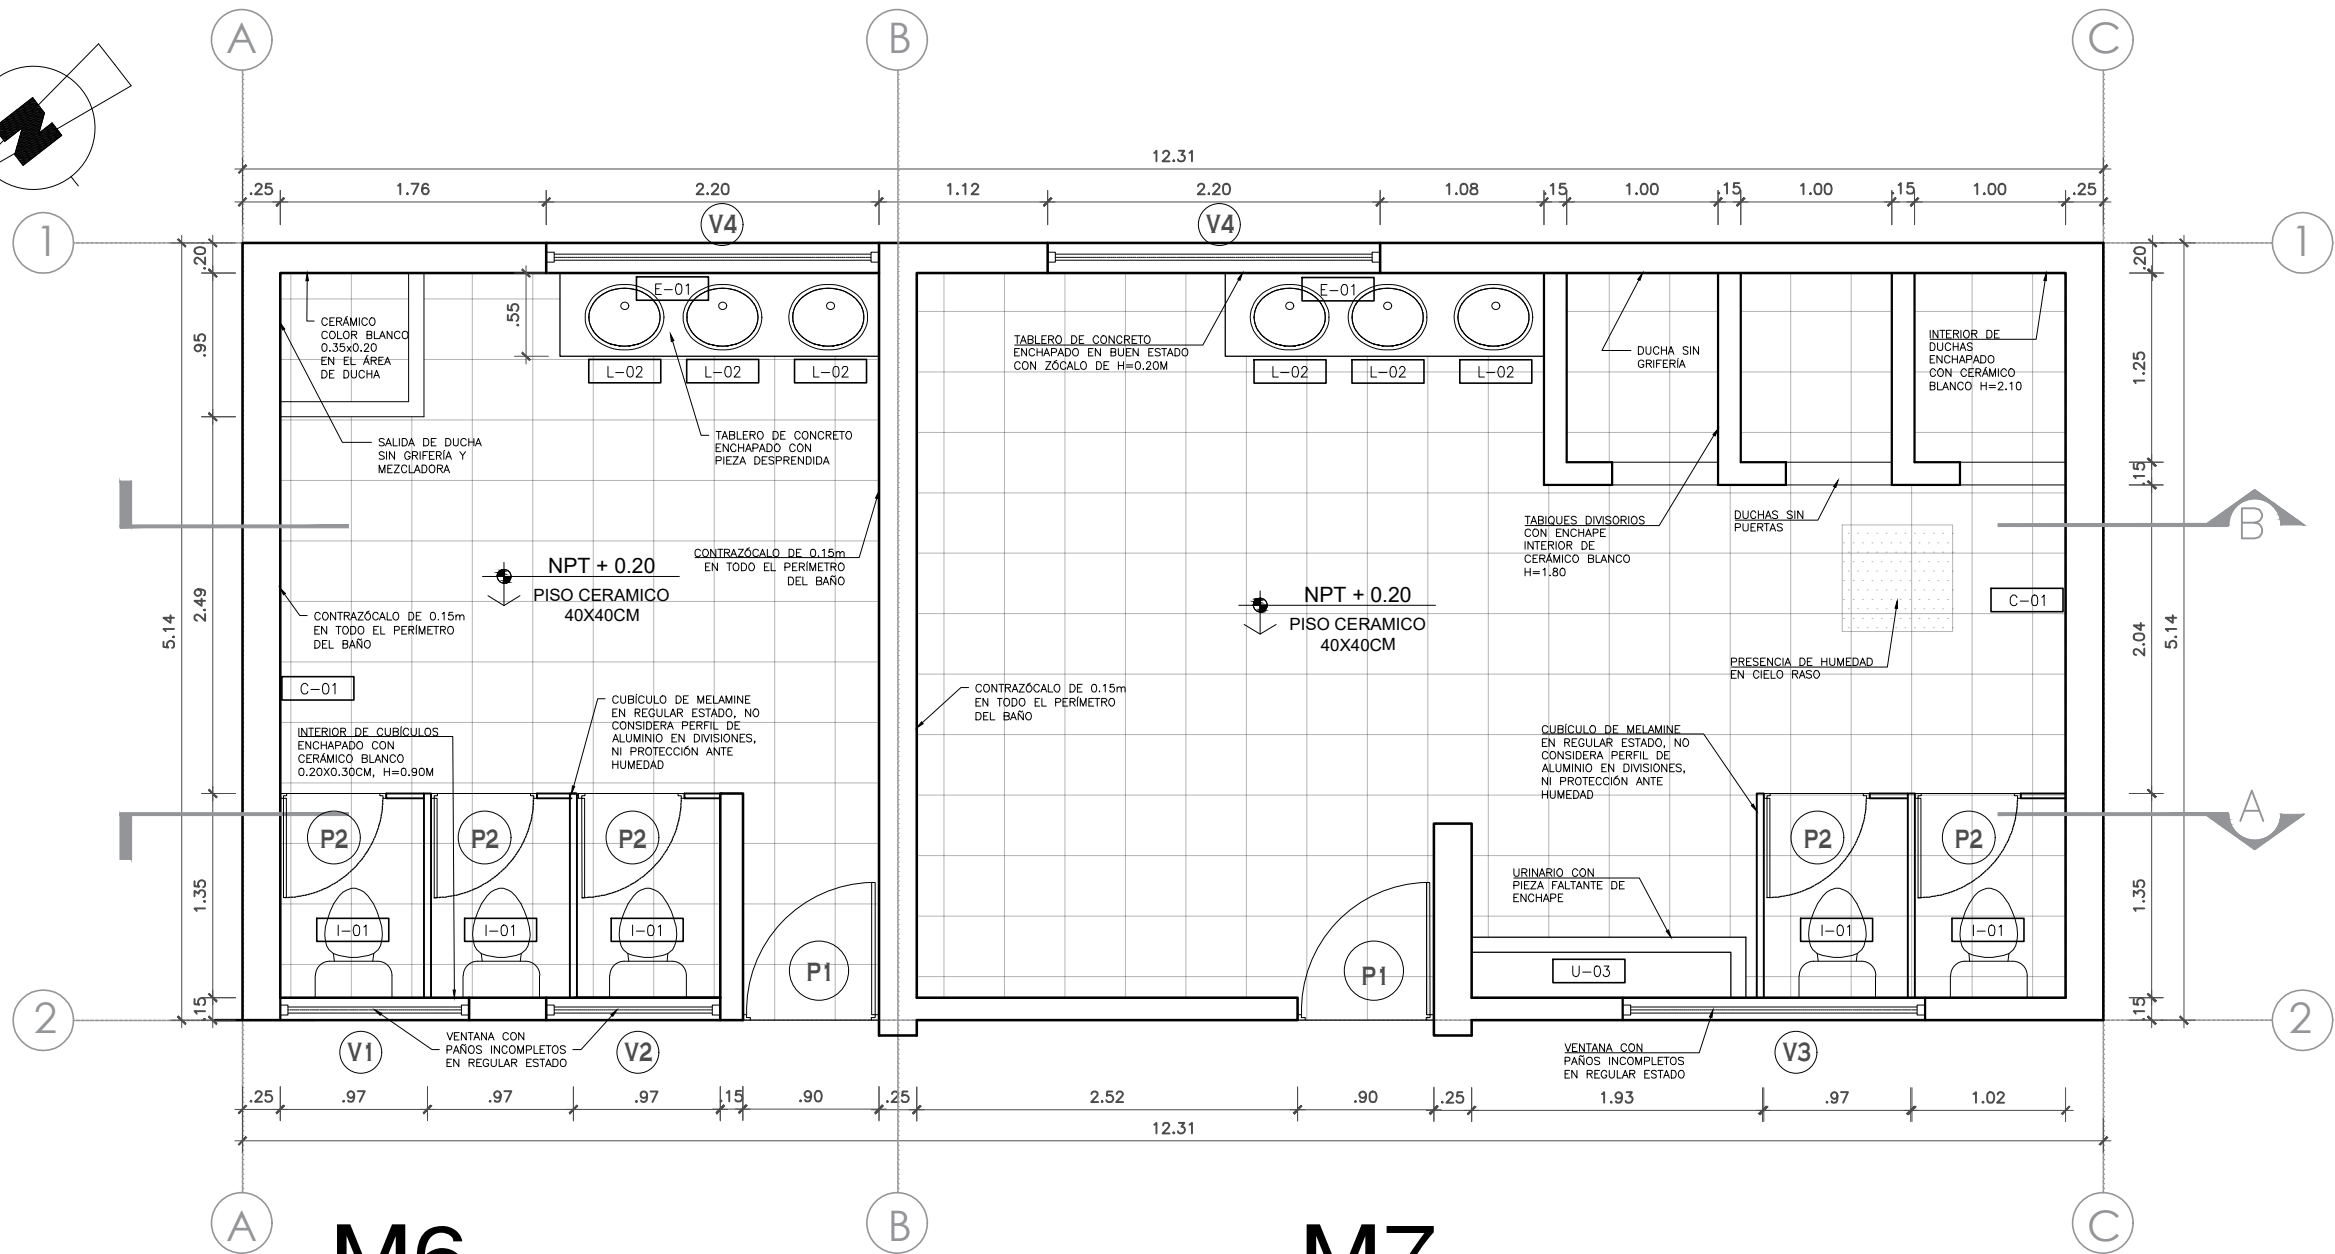 A
B
C
N
12.31
.25
1.76
2.20
1.12
2.20
1.08
.15
1.00
.15
1.00
.15
1.00
.25
V4
V4
1
1
.20
.95
2.49
1.35
.15
5.14
.20
1.25
.15
2.04
1.35
.15
5.14
.55
E-01
L-02
L-02
L-02
E-01
L-02
L-02
L-02
CERÁMICO
COLOR BLANCO
0.35x0.20
EN EL ÁREA
DE DUCHA
SALIDA DE DUCHA
SIN GRIFERÍA Y
MEZCLADORA
TABLERO DE CONCRETO
ENCHAPADO CON
PIEZA DESPRENDIDA
TABLERO DE CONCRETO
ENCHAPADO EN BUEN ESTADO
CON ZÓCALO DE H=0.20M
DUCHA SIN
GRIFERÍA
INTERIOR DE
DUCHAS
ENCHAPADO
CON CERÁMICO
BLANCO H=2.10
CONTRAZÓCALO DE 0.15m
EN TODO EL PERÍMETRO
DEL BAÑO
TABIQUES DIVISORIOS
CON ENCHAPE
INTERIOR DE
CERÁMICO BLANCO
H=1.80
DUCHAS SIN
PUERTAS
B
NPT + 0.20
PISO CERAMICO
40X40CM
NPT + 0.20
PISO CERAMICO
40X40CM
C-01
CONTRAZÓCALO DE 0.15m
EN TODO EL PERÍMETRO
DEL BAÑO
PRESENCIA DE HUMEDAD
EN CIELO RASO
C-01
CONTRAZÓCALO DE 0.15m
EN TODO EL PERÍMETRO
DEL BAÑO
CUBÍCULO DE MELAMINE
EN REGULAR ESTADO, NO
CONSIDERA PERFIL DE
ALUMINIO EN DIVISIONES,
NI PROTECCIÓN ANTE
HUMEDAD
INTERIOR DE CUBÍCULOS
ENCHAPADO CON
CERÁMICO BLANCO
0.20X0.30CM, H=0.90M
CUBÍCULO DE MELAMINE
EN REGULAR ESTADO, NO
CONSIDERA PERFIL DE
ALUMINIO EN DIVISIONES,
NI PROTECCIÓN ANTE
HUMEDAD
A
P2
P2
P2
P2
P2
URINARIO CON
PIEZA FALTANTE DE
ENCHAPE
I-01
I-01
I-01
I-01
I-01
P1
P1
U-03
2
2
V1
VENTANA CON
PAÑOS INCOMPLETOS
EN REGULAR ESTADO
V2
VENTANA CON
PAÑOS INCOMPLETOS
EN REGULAR ESTADO
V3
.25
.97
.97
.97
.15
.90
.25
2.52
.90
.25
1.93
.97
1.02
12.31
A
B
C
M6
M7